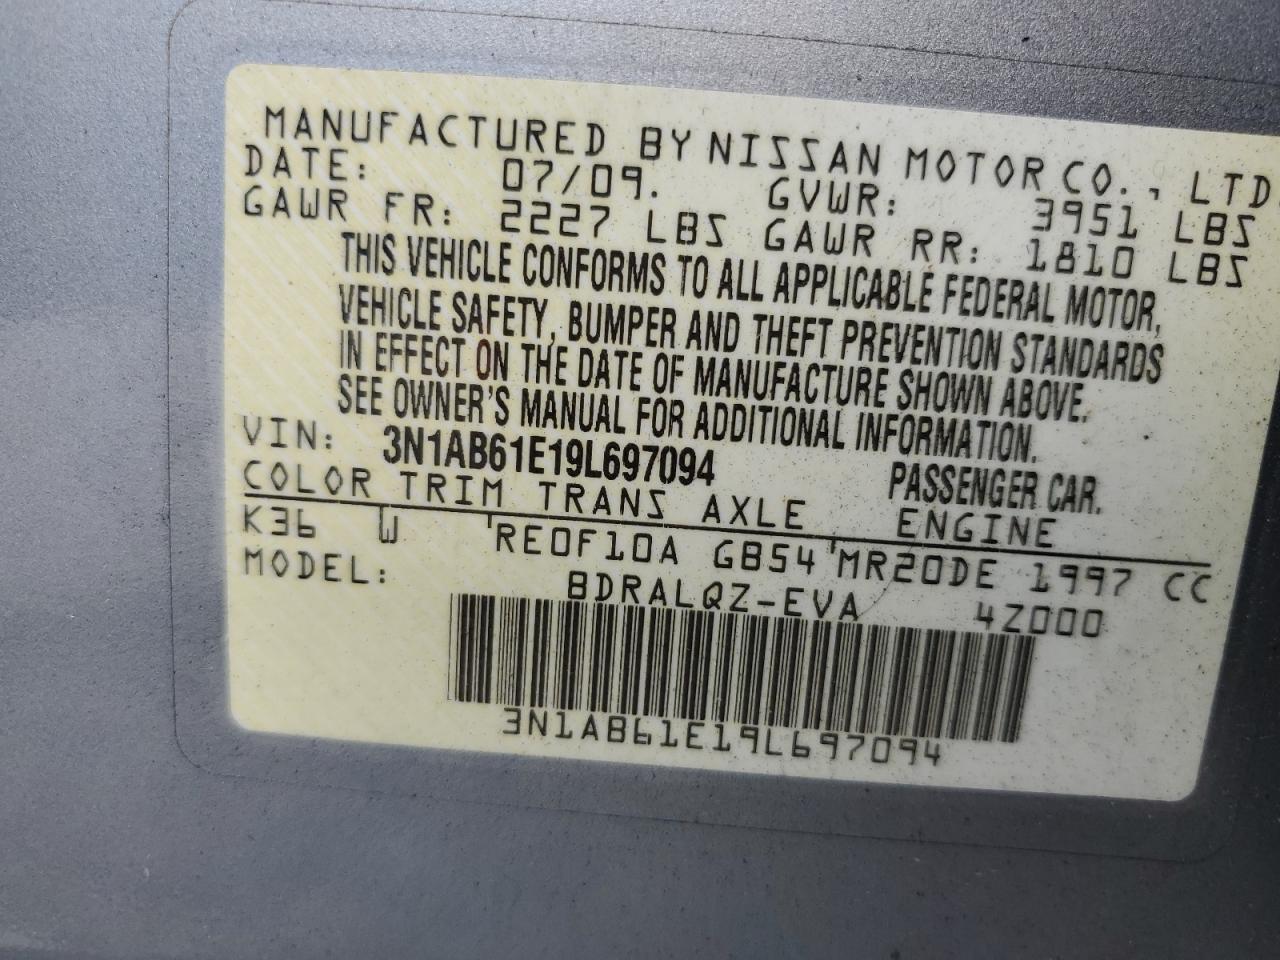 MANUFACTURED BY NISSAN MOTOR CO., LTD.
DATE: 07/09. GVWR: 3951 LBS
GAWR FR: 2227 LBS GAWR RR: 1810 LBS
THIS VEHICLE CONFORMS TO ALL APPLICABLE FEDERAL MOTOR,
VEHICLE SAFETY, BUMPER AND THEFT PREVENTION STANDARDS
IN EFFECT ON THE DATE OF MANUFACTURE SHOWN ABOVE.
SEE OWNER'S MANUAL FOR ADDITIONAL INFORMATION.
VIN: 3N1AB61E19L697094 PASSENGER CAR.
COLOR TRIM TRANS AXLE ENGINE
K36 W RE0F10A GB54 MR20DE 1997 CC
MODEL: BDRALQZ-EVA 4Z000
3N1AB61E19L697094